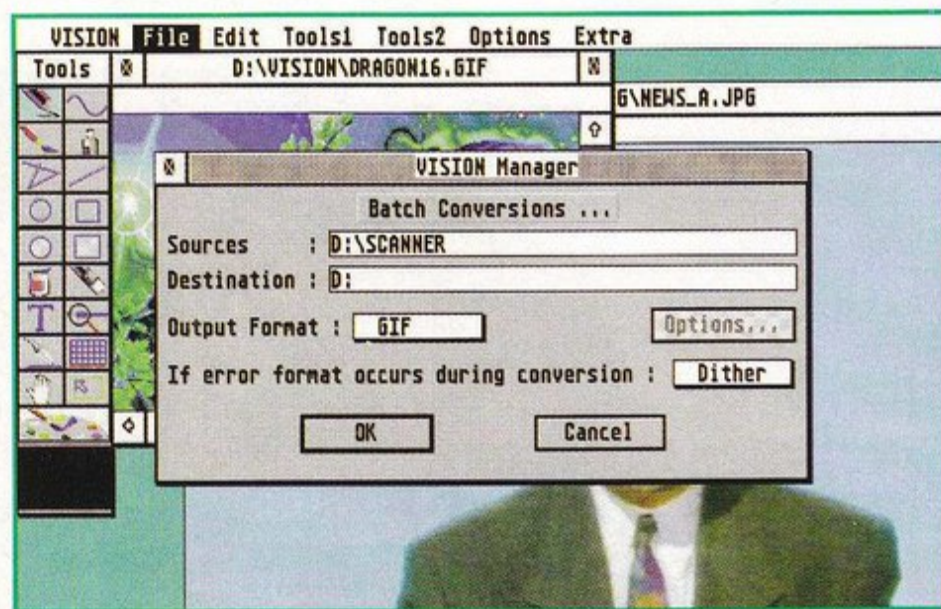 VISION File Edit Tools1 Tools2 Options Extra
Tools
D:\VISION\DRAGON16.GIF
G\NEWS_A.JPG
VISION Manager
Batch Conversions ...
Sources : D:\SCANNER
Destination : D:
Output Format : GIF
Options...
If error format occurs during conversion : Dither
OK
Cancel